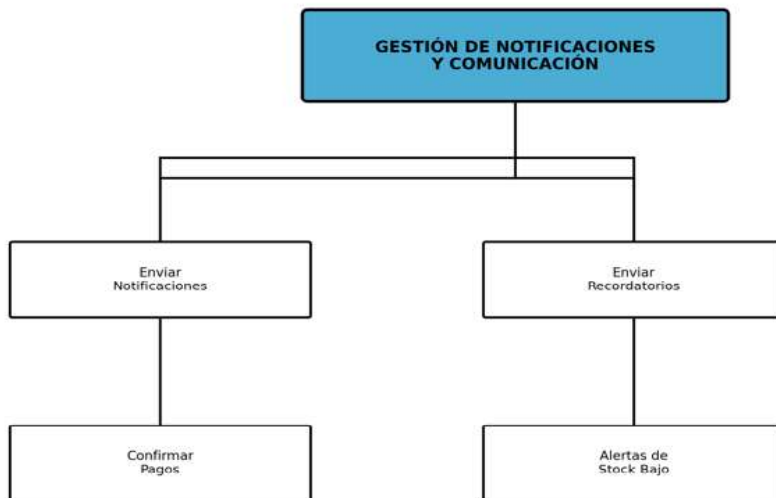 GESTIÓN DE NOTIFICACIONES
Y COMUNICACIÓN
Enviar
Notificaciones
Enviar
Recordatorios
Confirmar
Pagos
Alertas de
Stock Bajo